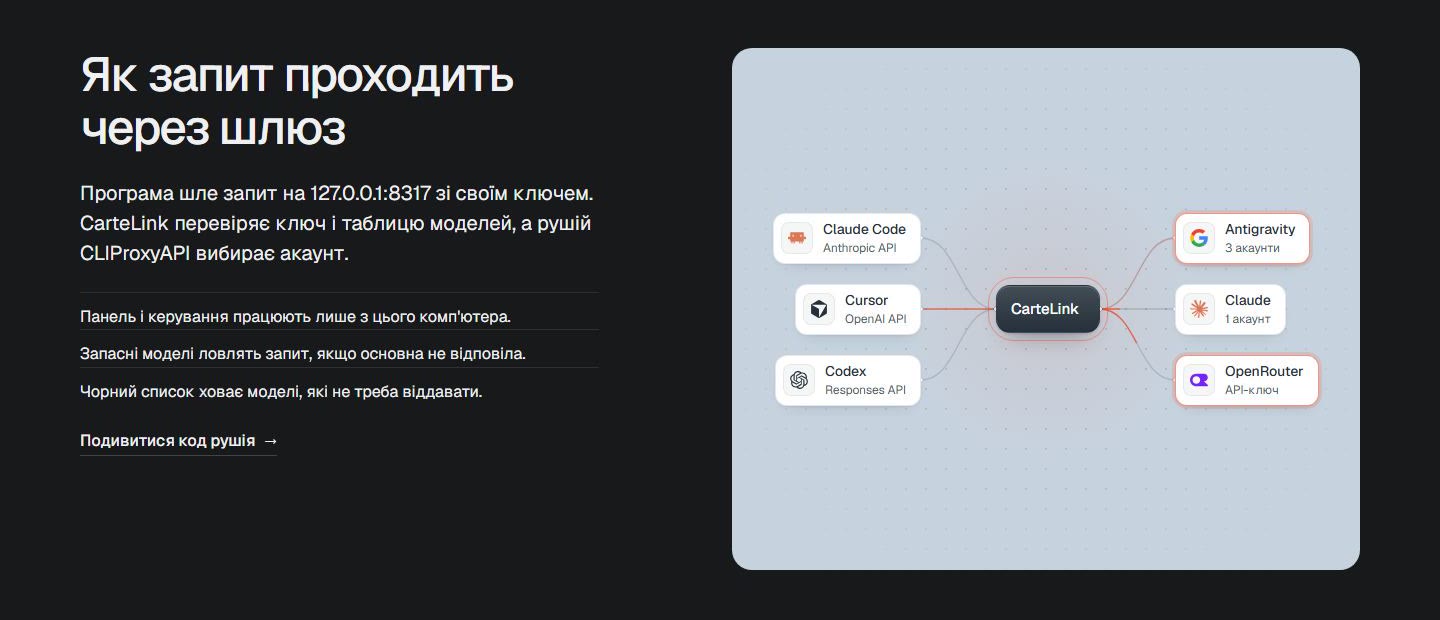 Як запит проходить
через шлюз
Програма шле запит на 127.0.0.1:8317 зі своїм ключем.
CarteLink перевіряє ключ і таблицю моделей, а рушій
CLIProxyAPI вибирає акаунт.
Панель і керування працюють лише з цього комп'ютера.
Запасні моделі ловлять запит, якщо основна не відповіла.
Чорний список ховає моделі, які не треба віддавати.
Подивитися код рушія →
Claude Code
Anthropic API
Cursor
OpenAI API
Codex
Responses API
CarteLink
Antigravity
3 акаунти
Claude
1 акаунт
OpenRouter
API-ключ